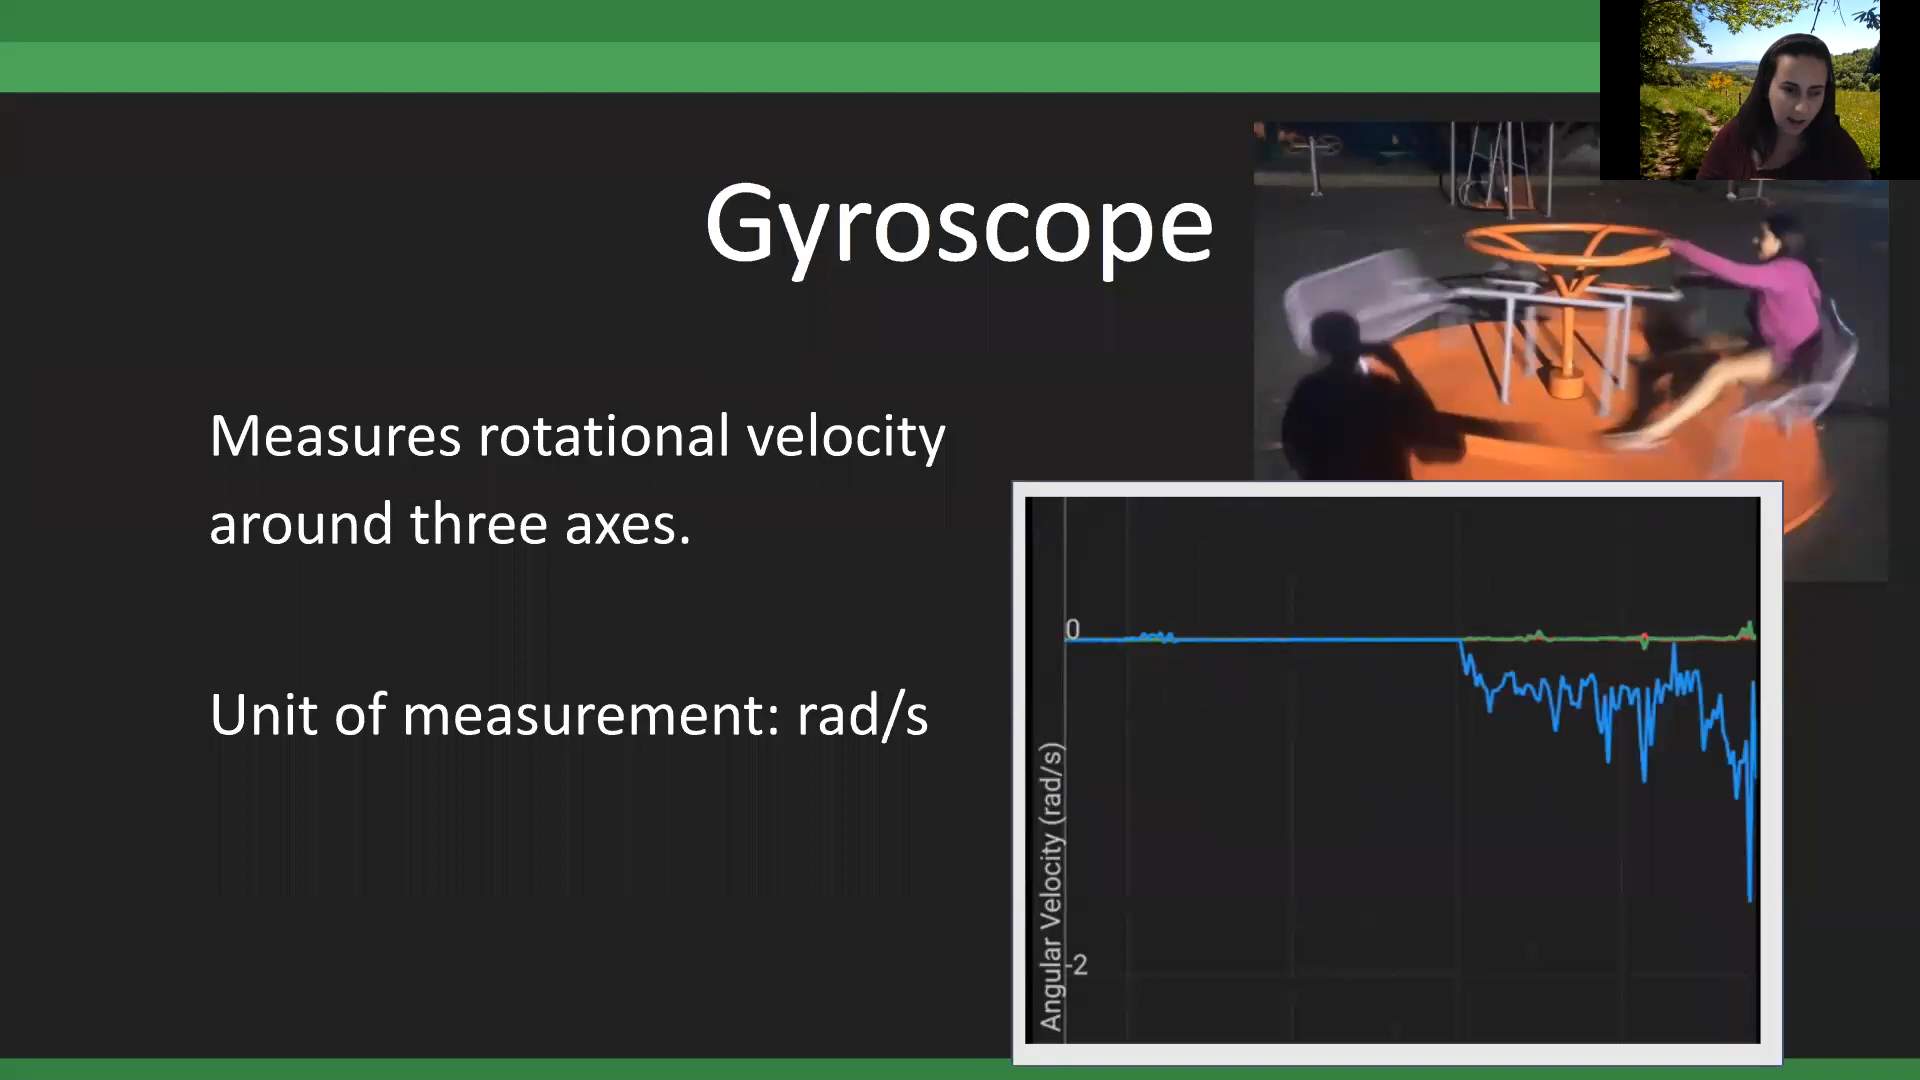 Gyroscope
Measures rotational velocity
around three axes.
Unit of measurement: rad/s
0
Angular Velocity (rad/s)
-2